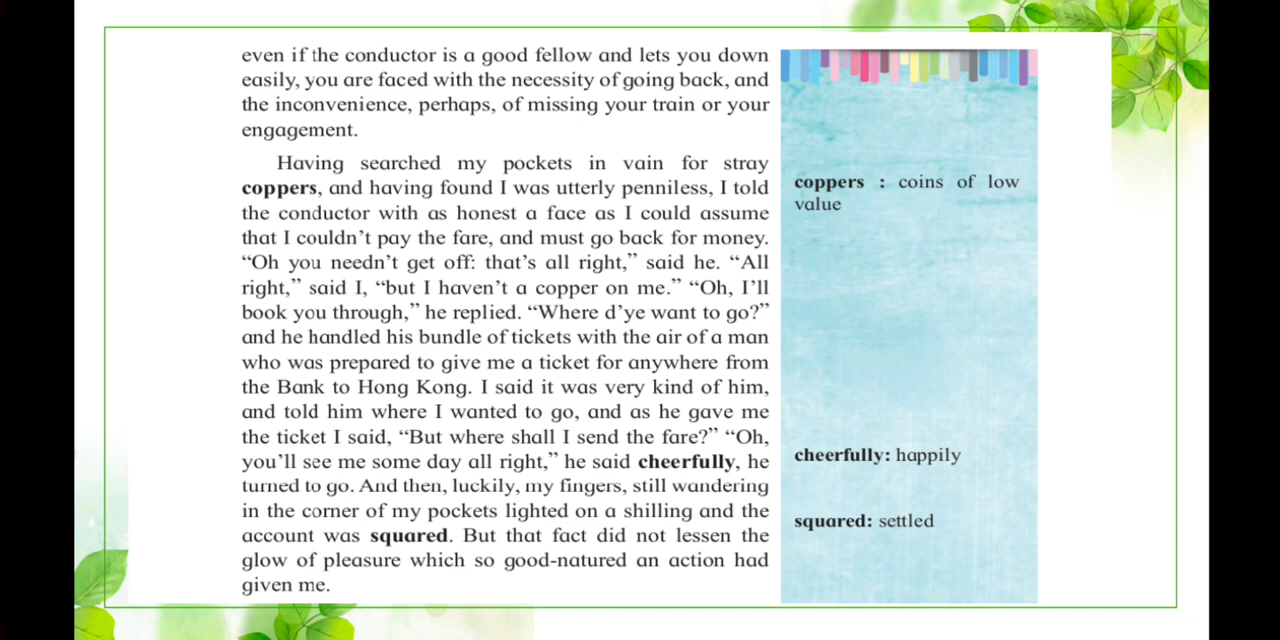 even if the conductor is a good fellow and lets you down
easily, you are faced with the necessity of going back, and
the inconvenience, perhaps, of missing your train or your
engagement.
Having searched my pockets in vain for stray
coppers, and having found I was utterly penniless, I told
the conductor with as honest a face as I could assume
that I couldn’t pay the fare, and must go back for money.
“Oh you needn’t get off: that’s all right,” said he. “All
right,” said I, “but I haven’t a copper on me.” “Oh, I’ll
book you through,” he replied. “Where d’ye want to go?”
and he handled his bundle of tickets with the air of a man
who was prepared to give me a ticket for anywhere from
the Bank to Hong Kong. I said it was very kind of him,
and told him where I wanted to go, and as he gave me
the ticket I said, “But where shall I send the fare?” “Oh,
you’ll see me some day all right,” he said cheerfully, he
turned to go. And then, luckily, my fingers, still wandering
in the corner of my pockets lighted on a shilling and the
account was squared. But that fact did not lessen the
glow of pleasure which so good-natured an action had
given me.
coppers : coins of low
value
cheerfully: happily
squared: settled